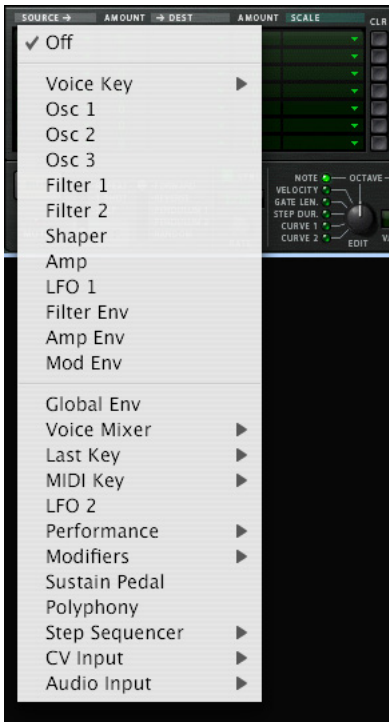 SOURCE → AMOUNT → DEST AMOUNT SCALE CLR
✓ Off
Voice Key ▶
Osc 1
Osc 2
Osc 3
Filter 1
Filter 2
Shaper
Amp
LFO 1
Filter Env
Amp Env
Mod Env
Global Env
Voice Mixer ▶
Last Key ▶
MIDI Key ▶
LFO 2
Performance ▶
Modifiers ▶
Sustain Pedal
Polyphony
Step Sequencer ▶
CV Input ▶
Audio Input ▶
NOTE OCTAVE
VELOCITY
GATE LEN.
STEP DUR.
CURVE 1
CURVE 2
EDIT